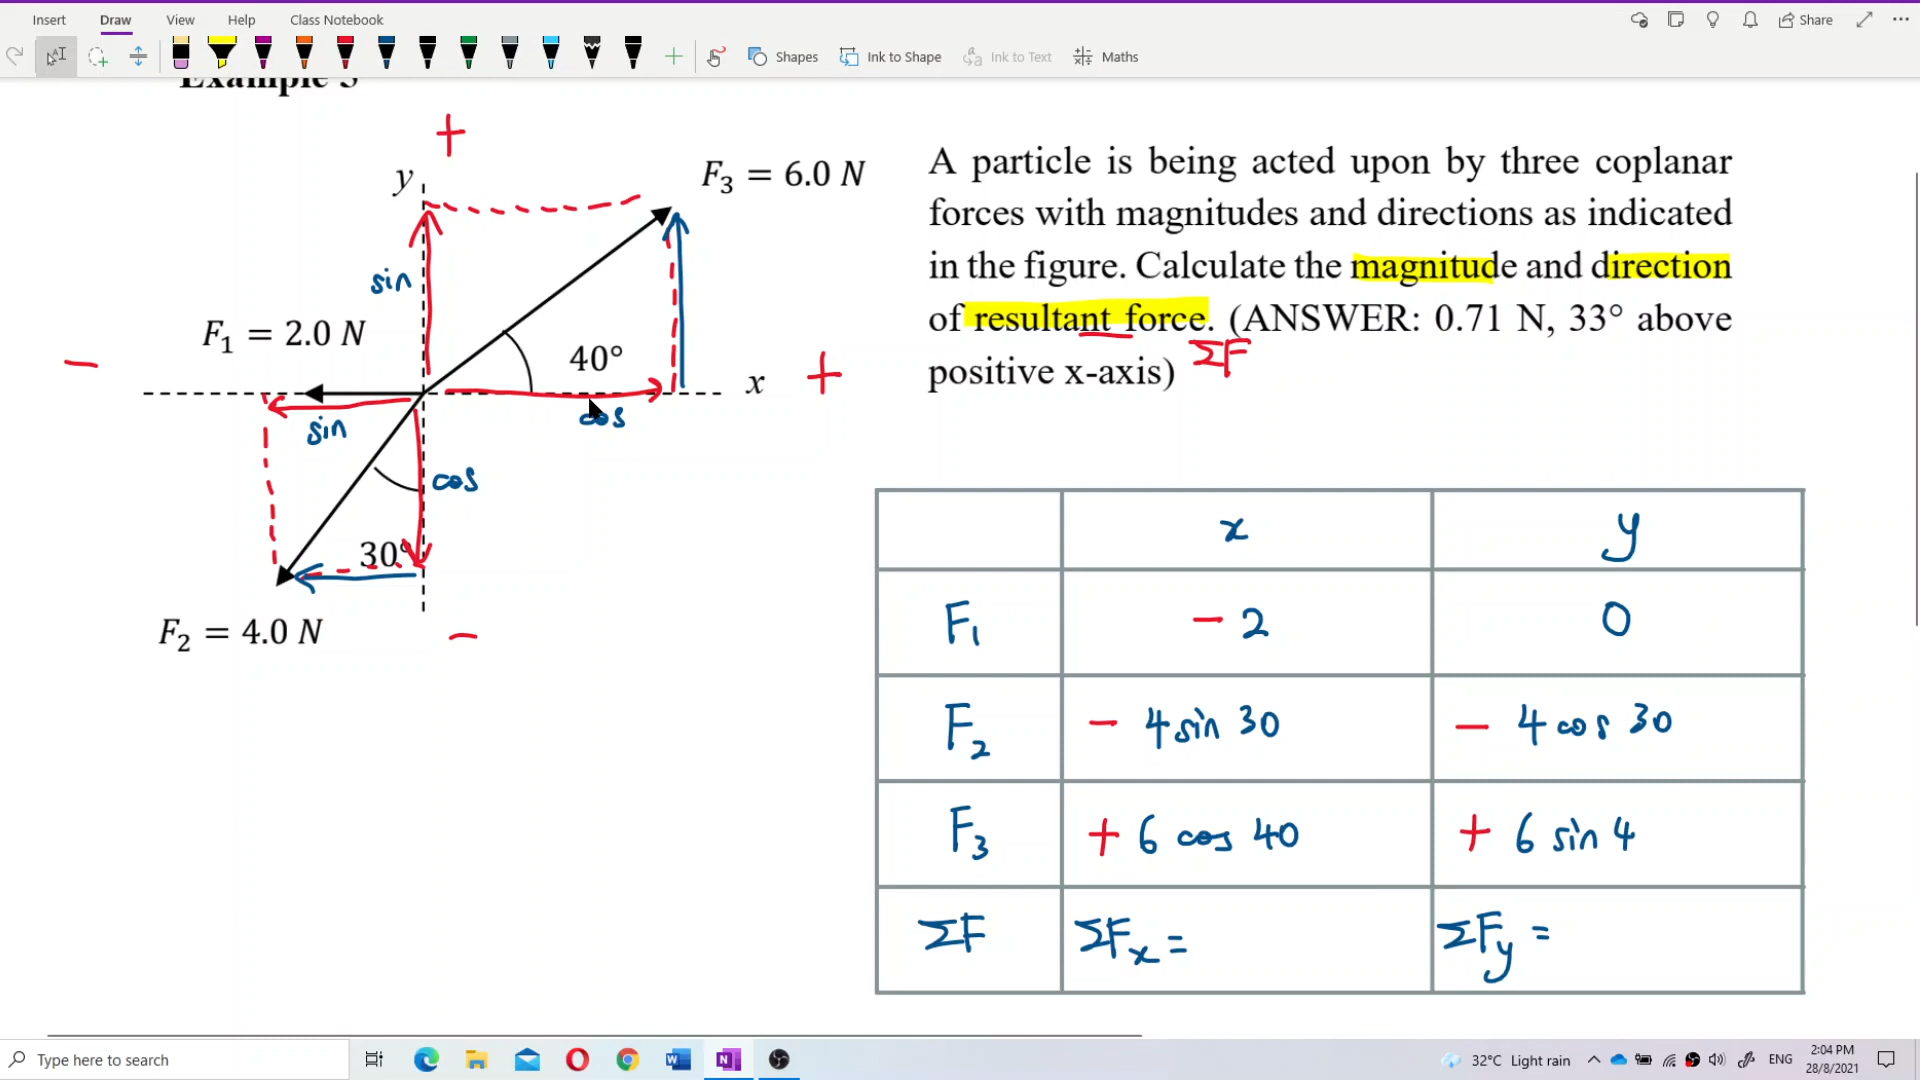 Insert Draw View Help Class Notebook Share
Shapes Ink to Shape Ink to Text Maths
Example 5
+
y
F3 = 6.0 N
sin
F1 = 2.0 N
40°
−
x
+
sin
cos
cos
30°
F2 = 4.0 N
−
A particle is being acted upon by three coplanar
forces with magnitudes and directions as indicated
in the figure. Calculate the magnitude and direction
of resultant force. (ANSWER: 0.71 N, 33° above
positive x-axis) ΣF
x y
F1 − 2 0
F2 − 4 sin 30 − 4 cos 30
F3 + 6 cos 40 + 6 sin 4
ΣF ΣFx = ΣFy =
Type here to search
32°C Light rain ENG 2:04 PM
28/8/2021